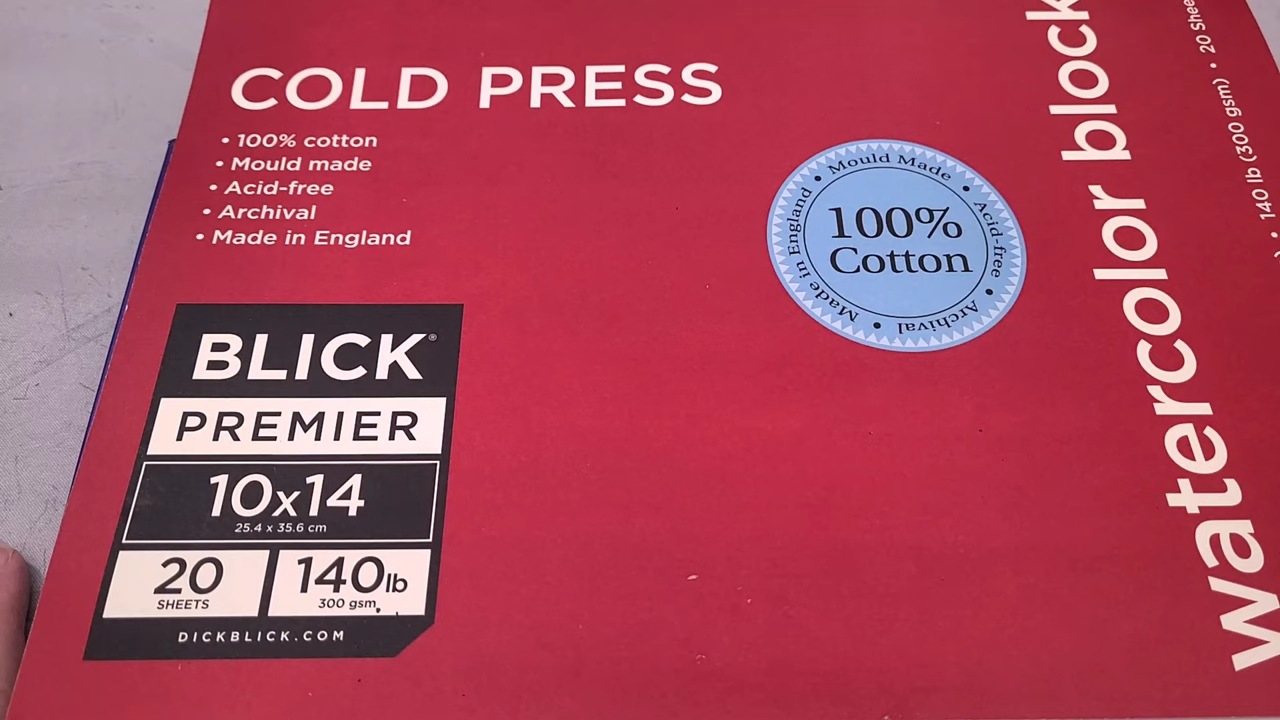 COLD PRESS
• 100% cotton
• Mould made
• Acid-free
• Archival
• Made in England
BLICK®
PREMIER
10x14
25.4 x 35.6 cm
20
SHEETS
140lb
300 gsm
DICKBLICK.COM
Mould Made • Acid-free • Archival • Made in England •
100%
Cotton
watercolor block
• 140 lb (300 gsm) • 20